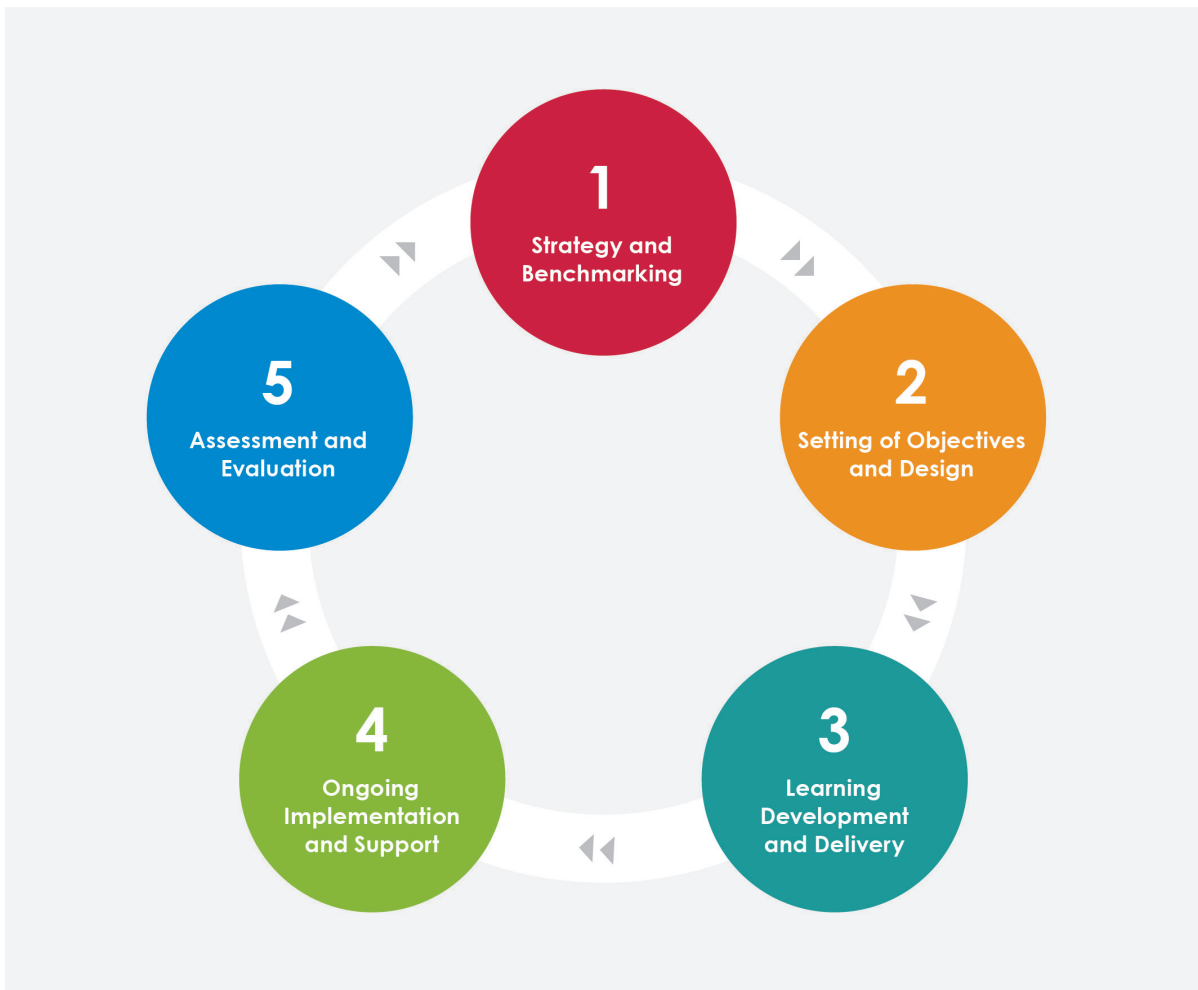 1
Strategy and
Benchmarking
2
Setting of Objectives
and Design
3
Learning
Development
and Delivery
4
Ongoing
Implementation
and Support
5
Assessment and
Evaluation